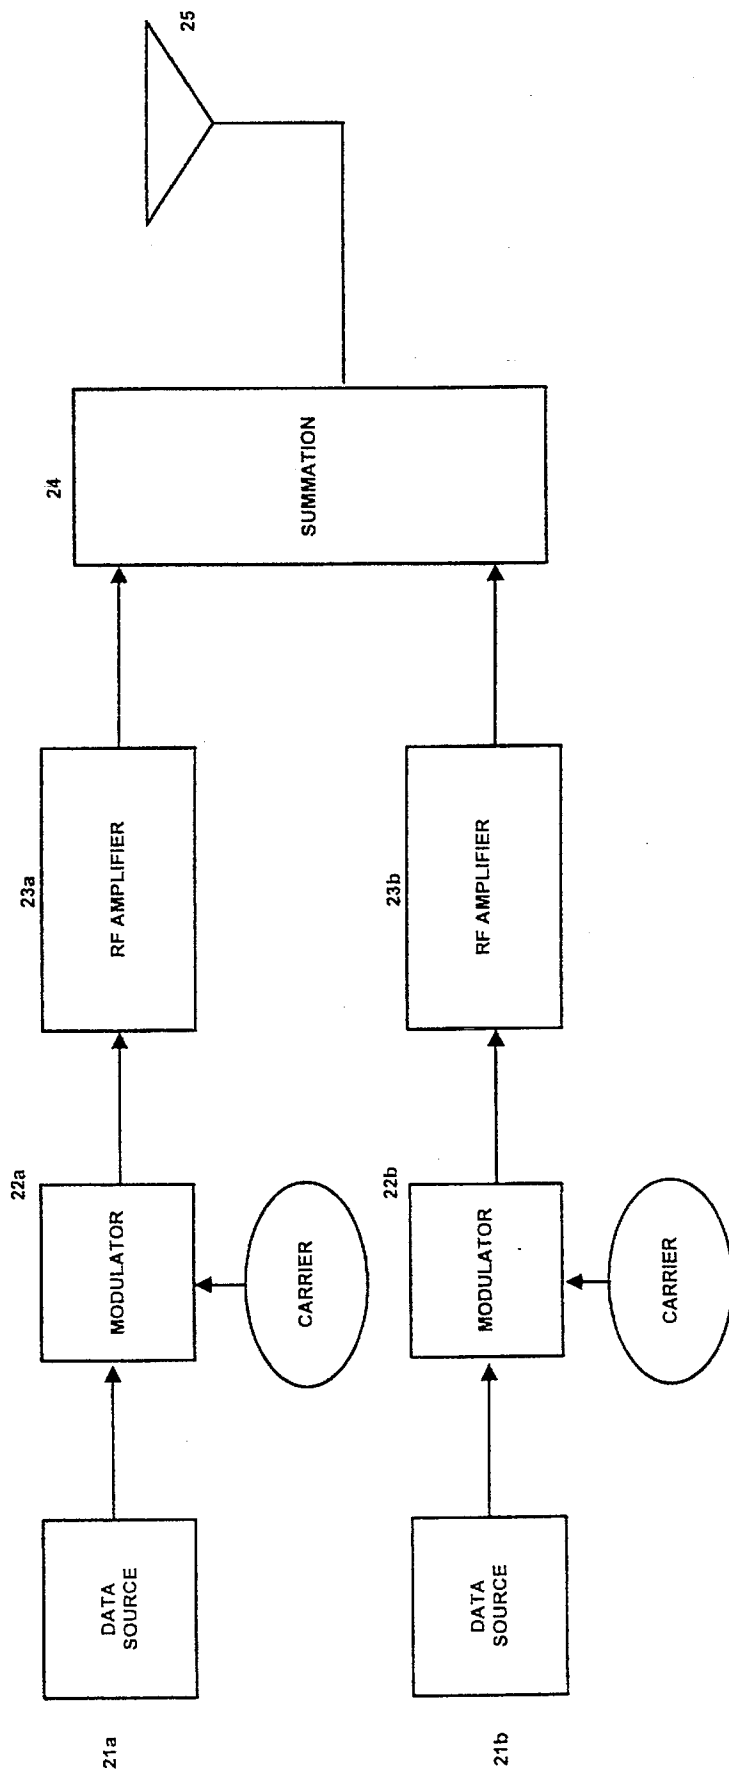 21a
DATA
SOURCE
22a
MODULATOR
CARRIER
23a
RF AMPLIFIER
24
SUMMATION
25
21b
DATA
SOURCE
22b
MODULATOR
CARRIER
23b
RF AMPLIFIER